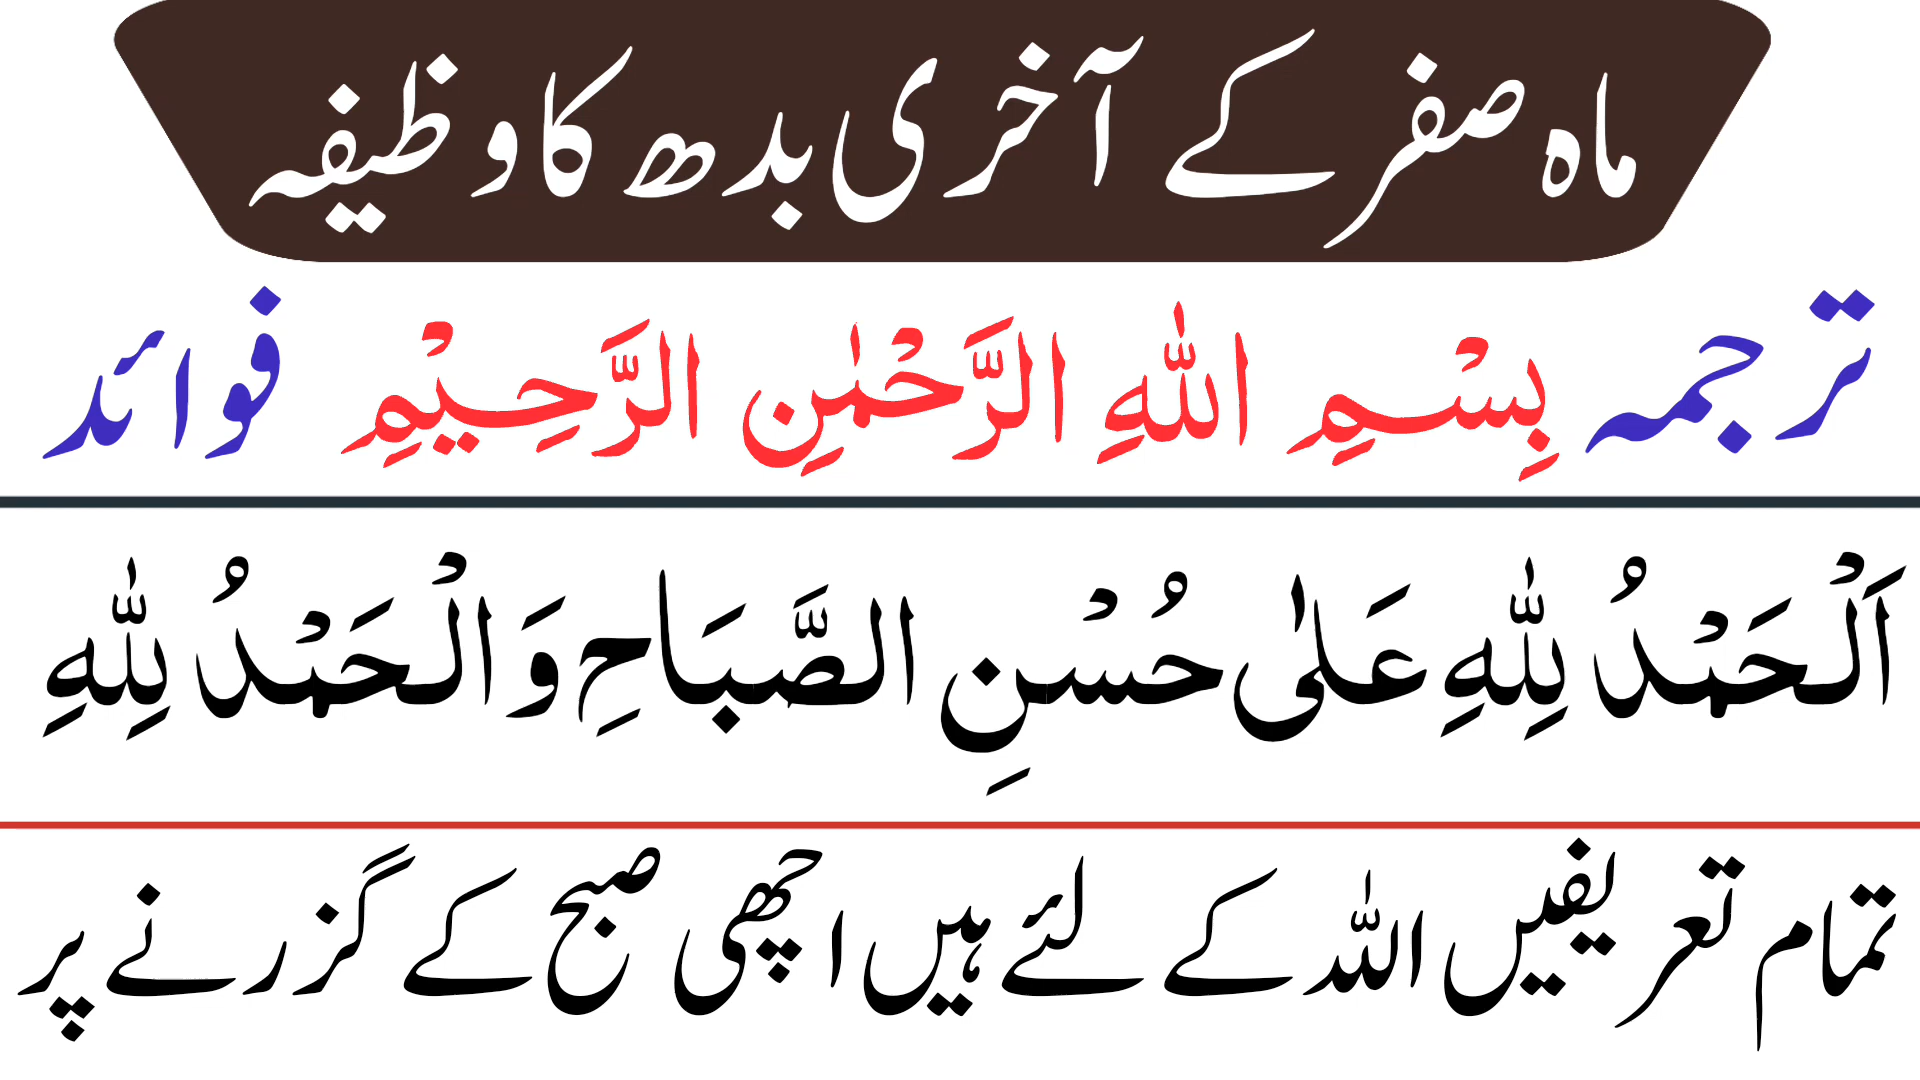 ماہ صفر کے آخری بدھ کا وظیفہ
ترجمہ بِسْمِ اللّٰهِ الرَّحْمٰنِ الرَّحِيْمِ فوائد
اَلْحَمْدُ لِلّٰهِ عَلٰى حُسْنِ الصَّبَاحِ وَالْحَمْدُ لِلّٰهِ
تمام تعریفیں اللہ کے لئے ہیں اچھی صبح کے گزرنے پر